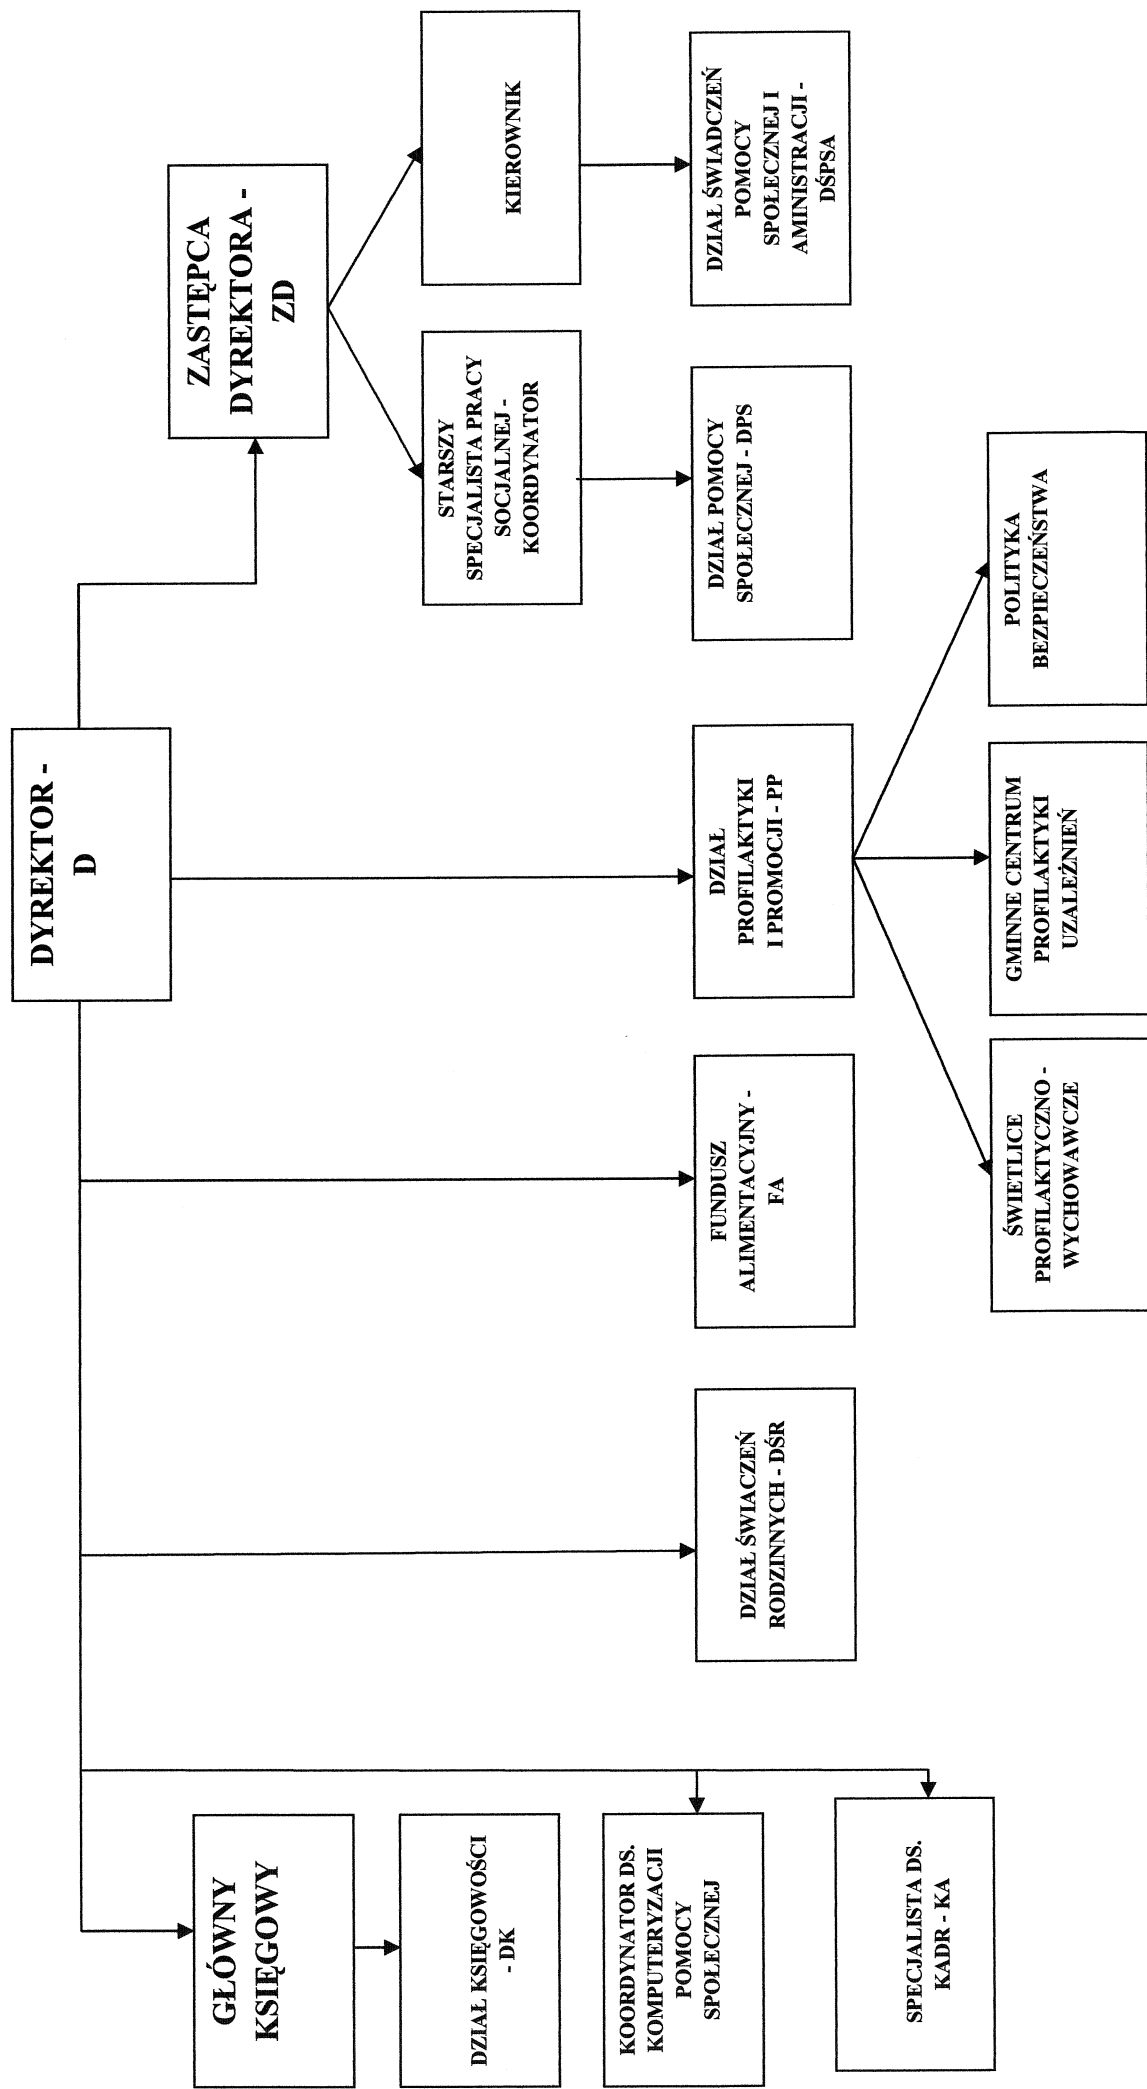 DYREKTOR -
D
ZASTĘPCA
DYREKTORA -
ZD
GŁÓWNY
KSIĘGOWY
DZIAŁ KSIĘGOWOŚCI
- DK
KOORDYNATOR DS.
KOMPUTERYZACJI
POMOCY
SPOŁECZNEJ
SPECJALISTA DS.
KADR - KA
STARSZY
SPECJALISTA PRACY
SOCJALNEJ -
KOORDYNATOR
KIEROWNIK
DZIAŁ ŚWIACZEŃ
RODZINNYCH - DŚR
FUNDUSZ
ALIMENTACYJNY -
FA
DZIAŁ
PROFILAKTYKI
I PROMOCJI - PP
DZIAŁ POMOCY
SPOŁECZNEJ - DPS
DZIAŁ ŚWIADCZEŃ
POMOCY
SPOŁECZNEJ I
AMINISTRACJI -
DŚPSA
ŚWIETLICE
PROFILAKTYCZNO -
WYCHOWAWCZE
GMINNE CENTRUM
PROFILAKTYKI
UZALEŻNIEŃ
POLITYKA
BEZPIECZEŃSTWA